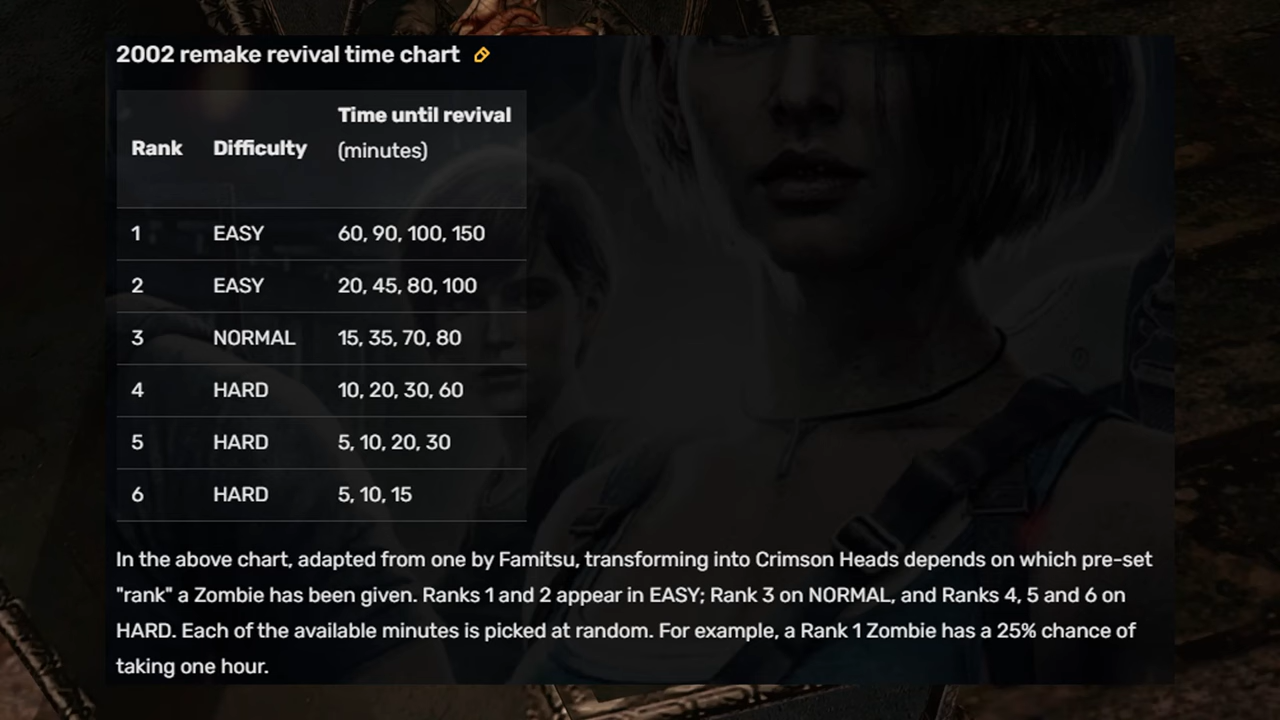 2002 remake revival time chart
Rank Difficulty Time until revival (minutes)
1 EASY 60, 90, 100, 150
2 EASY 20, 45, 80, 100
3 NORMAL 15, 35, 70, 80
4 HARD 10, 20, 30, 60
5 HARD 5, 10, 20, 30
6 HARD 5, 10, 15
In the above chart, adapted from one by Famitsu, transforming into Crimson Heads depends on which pre-set
"rank" a Zombie has been given. Ranks 1 and 2 appear in EASY; Rank 3 on NORMAL, and Ranks 4, 5 and 6 on
HARD. Each of the available minutes is picked at random. For example, a Rank 1 Zombie has a 25% chance of
taking one hour.